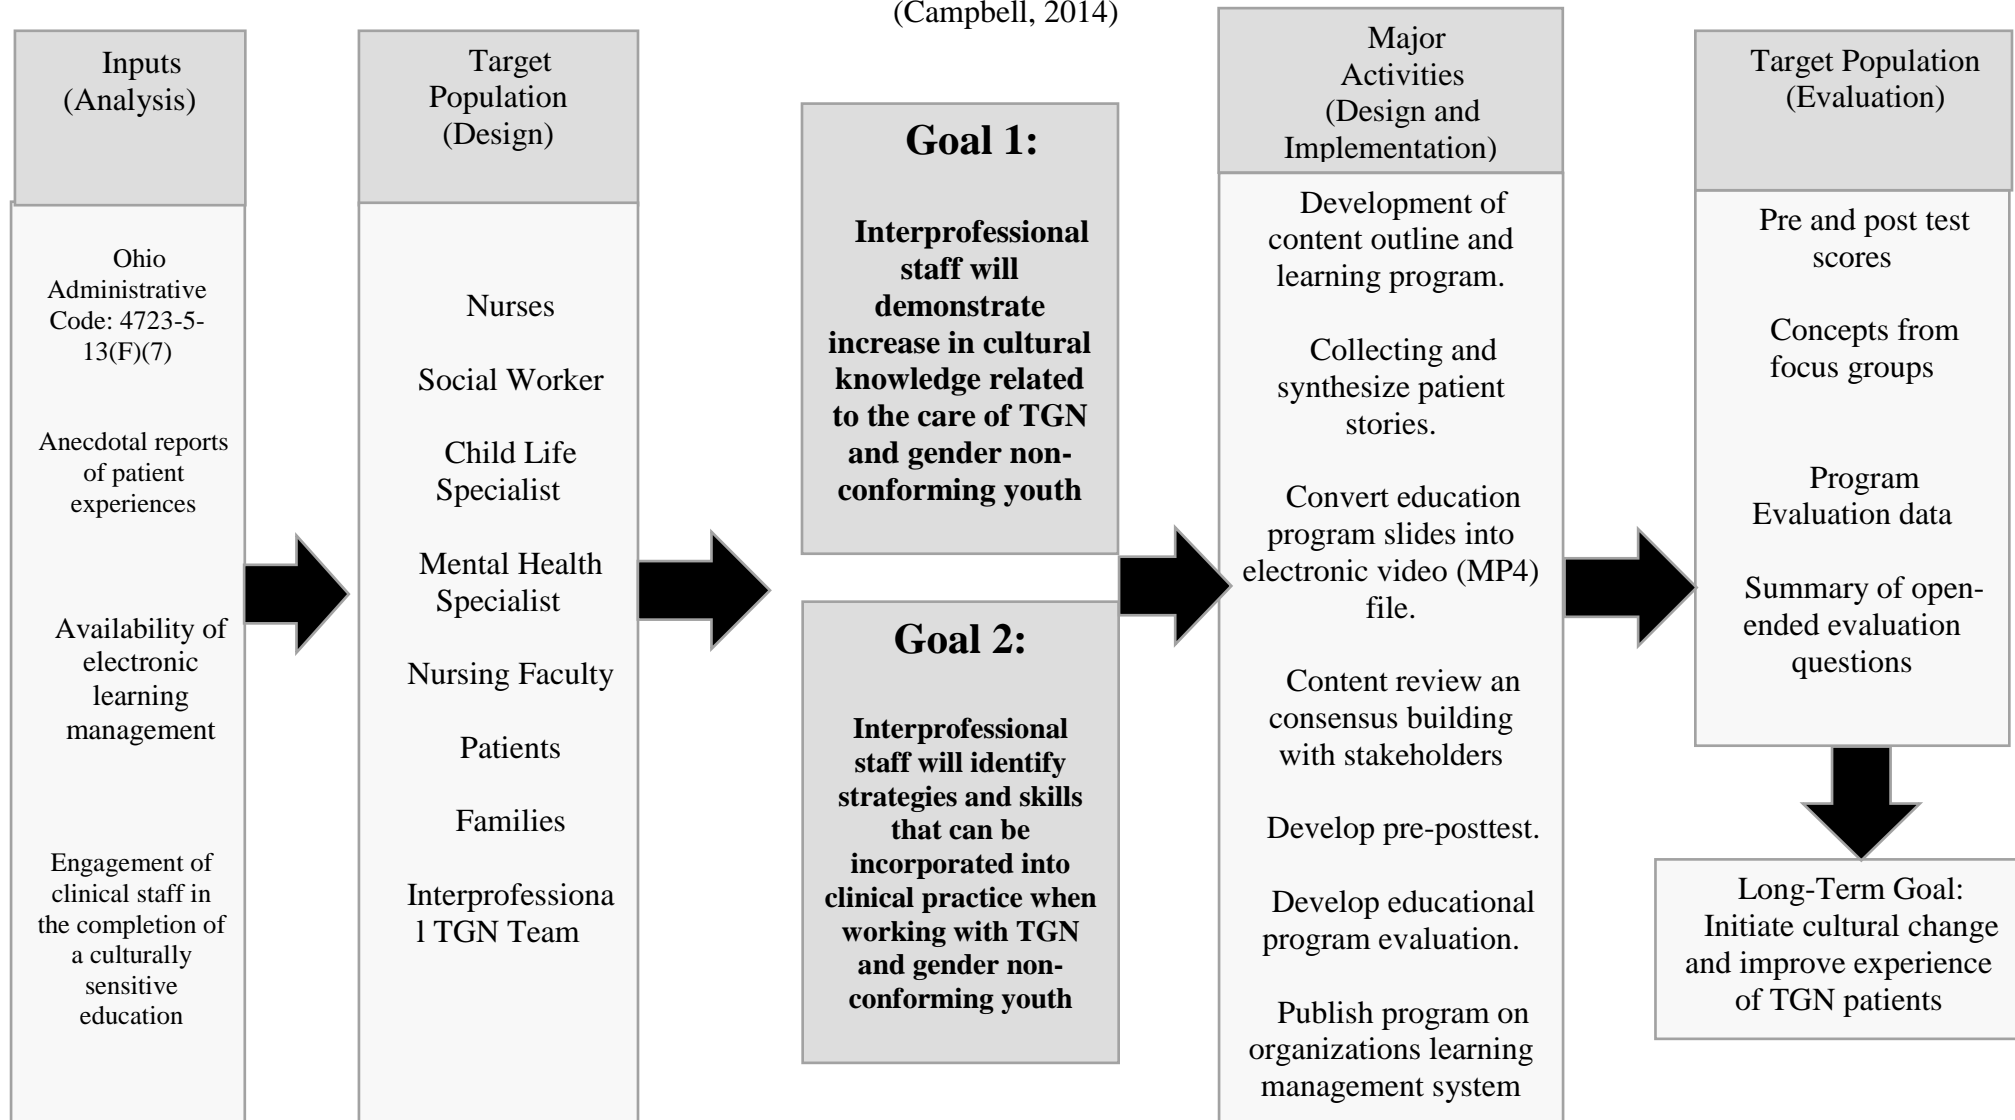 (Campbell, 2014)
Inputs
(Analysis)
Ohio
Administrative
Code: 4723-5-
13(F)(7)
Anecdotal reports
of patient
experiences
Availability of
electronic
learning
management
Engagement of
clinical staff in
the completion of
a culturally
sensitive
education
Target
Population
(Design)
Nurses
Social Worker
Child Life
Specialist
Mental Health
Specialist
Nursing Faculty
Patients
Families
Interprofessiona
l TGN Team
Goal 1:
Interprofessional
staff will
demonstrate
increase in cultural
knowledge related
to the care of TGN
and gender non-
conforming youth
Goal 2:
Interprofessional
staff will identify
strategies and skills
that can be
incorporated into
clinical practice when
working with TGN
and gender non-
conforming youth
Major
Activities
(Design and
Implementation)
Development of
content outline and
learning program.
Collecting and
synthesize patient
stories.
Convert education
program slides into
electronic video (MP4)
file.
Content review an
consensus building
with stakeholders
Develop pre-posttest.
Develop educational
program evaluation.
Publish program on
organizations learning
management system
Target Population
(Evaluation)
Pre and post test
scores
Concepts from
focus groups
Program
Evaluation data
Summary of open-
ended evaluation
questions
Long-Term Goal:
Initiate cultural change
and improve experience
of TGN patients